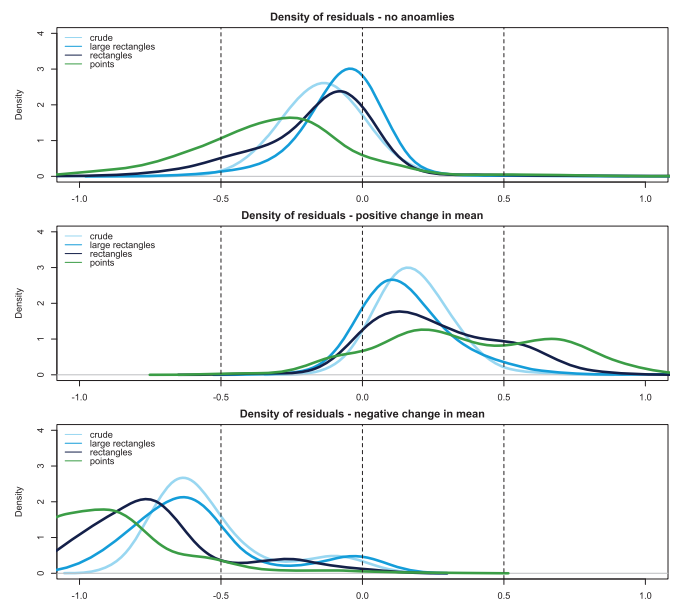 Density of residuals - no anoamlies
crude
large rectangles
rectangles
points
Density
0 1 2 3 4
-1.0 -0.5 0.0 0.5 1.0
Density of residuals - positive change in mean
crude
large rectangles
rectangles
points
Density
0 1 2 3 4
-1.0 -0.5 0.0 0.5 1.0
Density of residuals - negative change in mean
crude
large rectangles
rectangles
points
Density
0 1 2 3 4
-1.0 -0.5 0.0 0.5 1.0